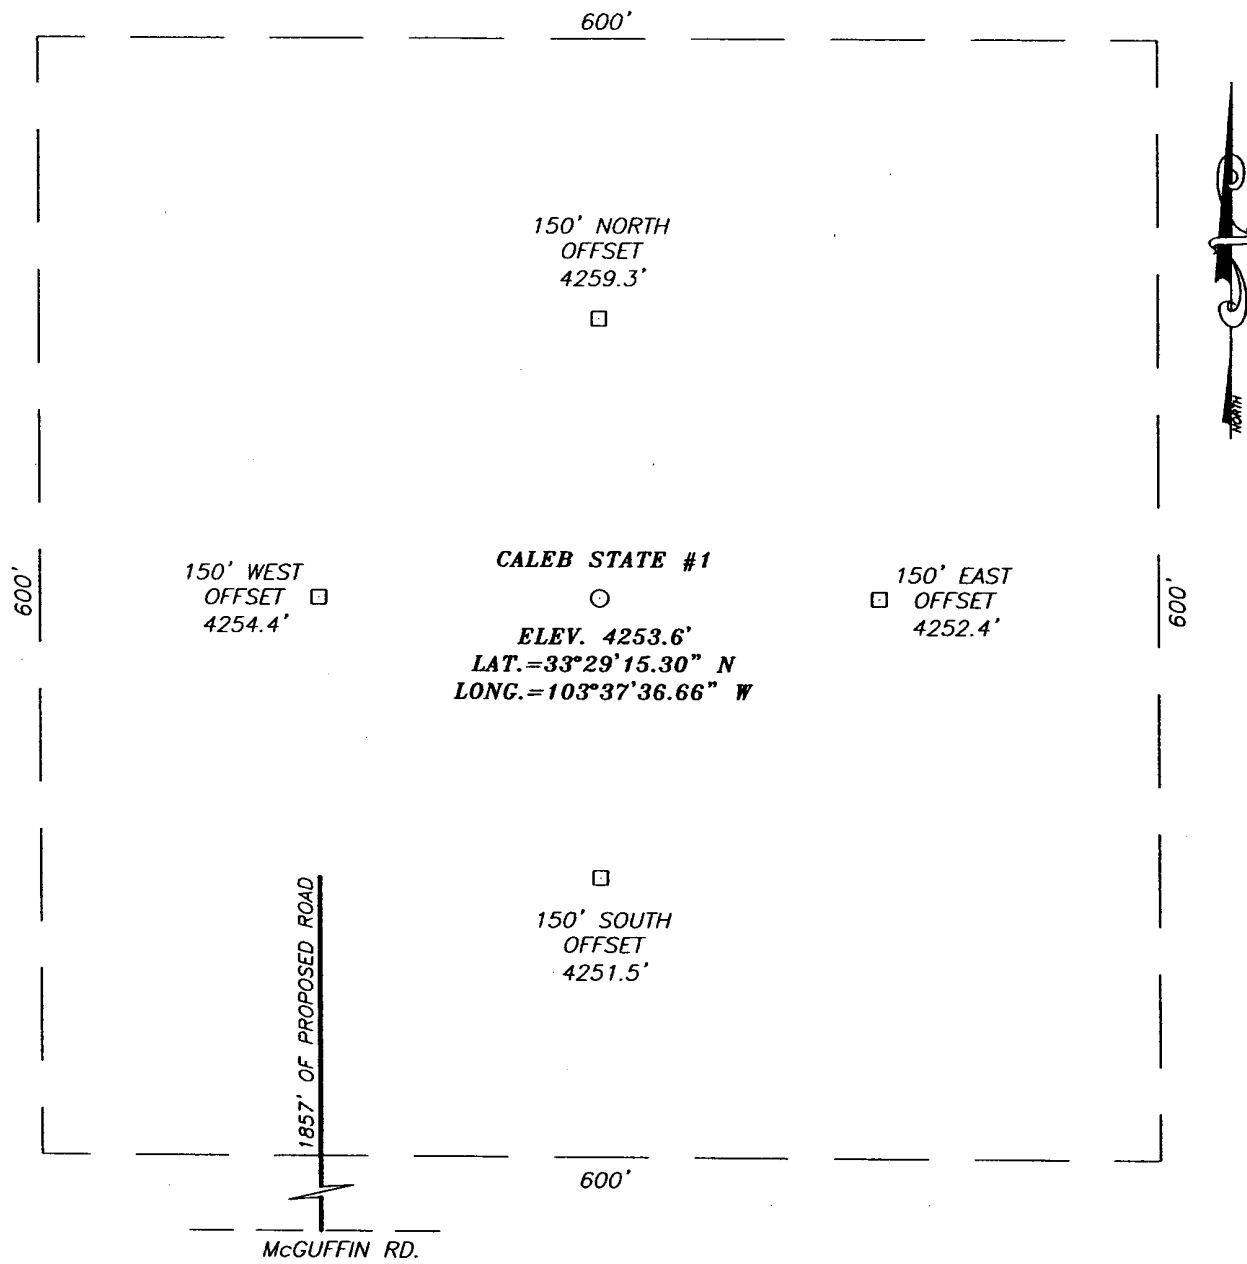 600'
150' NORTH
OFFSET
4259.3'
NORTH
CALEB STATE #1
150' WEST
OFFSET
4254.4'
150' EAST
OFFSET
4252.4'
600'
600'
ELEV. 4253.6'
LAT.=33°29'15.30" N
LONG.=103°37'36.66" W
150' SOUTH
OFFSET
4251.5'
1857' OF PROPOSED ROAD
600'
McGUFFIN RD.